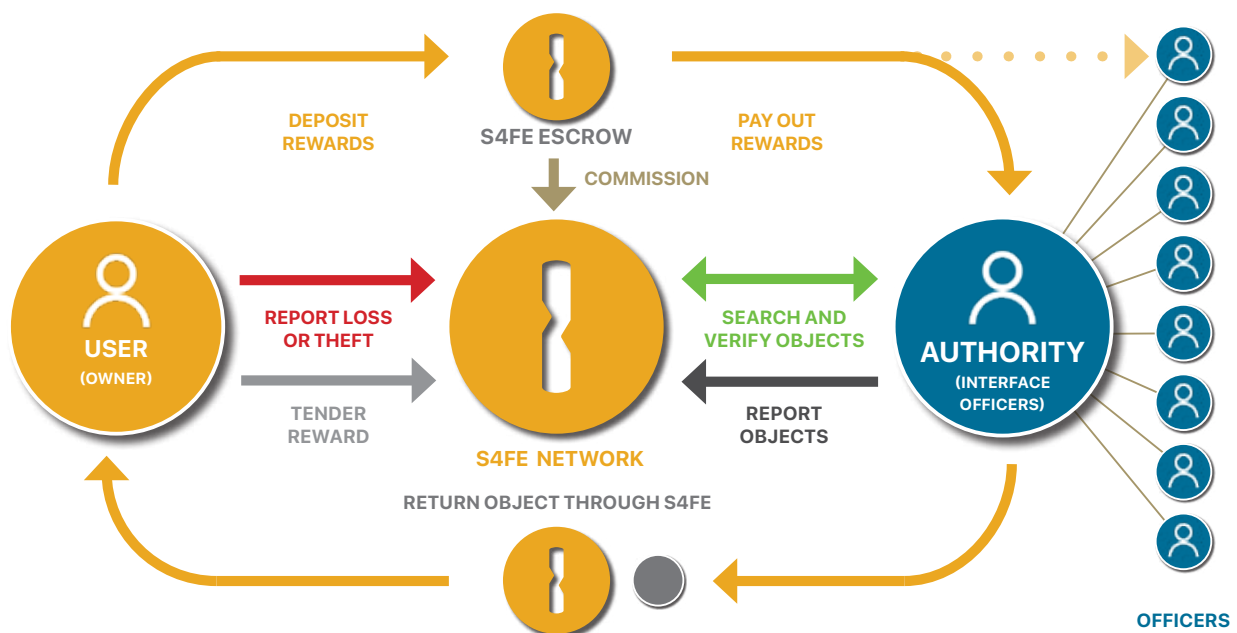 DEPOSIT
REWARDS
S4FE ESCROW
PAY OUT
REWARDS
COMMISSION
USER
(OWNER)
REPORT LOSS
OR THEFT
TENDER
REWARD
S4FE NETWORK
SEARCH AND
VERIFY OBJECTS
REPORT
OBJECTS
AUTHORITY
(INTERFACE
OFFICERS)
RETURN OBJECT THROUGH S4FE
OFFICERS